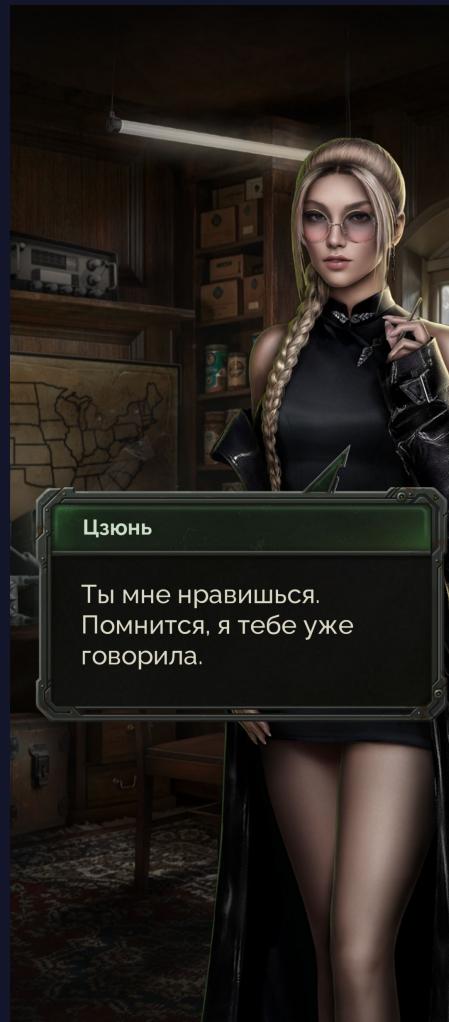 Цзюнь
Ты мне нравишься.
Помнится, я тебе уже
говорила.